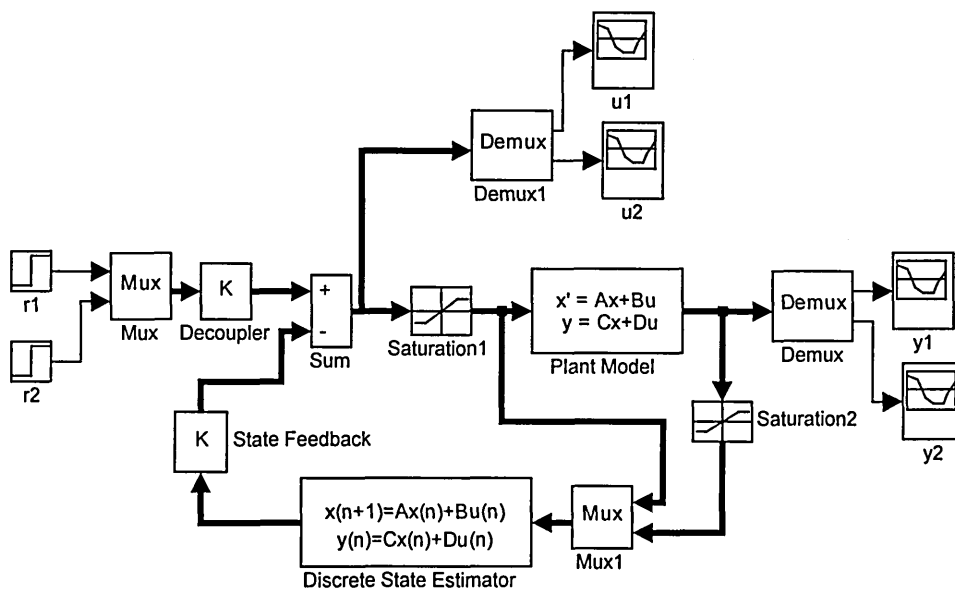 u1
Demux
Demux1
u2
r1
Mux
Mux
K
Decoupler
+
-
Sum
Saturation1
x' = Ax+Bu
y = Cx+Du
Plant Model
Demux
Demux
y1
r2
K
State Feedback
Saturation2
y2
x(n+1)=Ax(n)+Bu(n)
y(n)=Cx(n)+Du(n)
Discrete State Estimator
Mux
Mux1